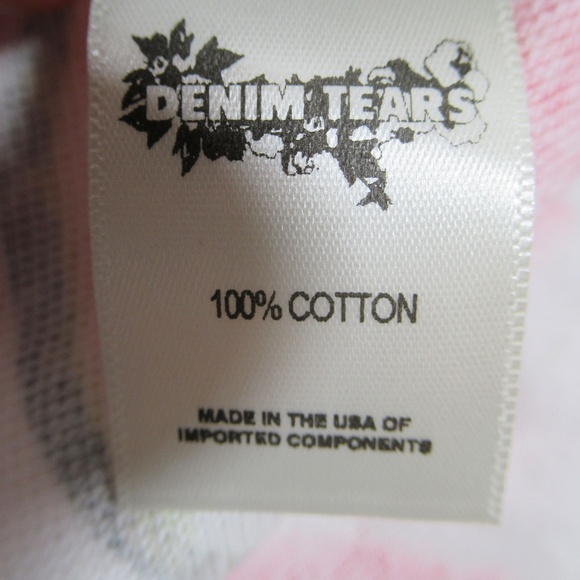 DENIM TEARS
100% COTTON
MADE IN THE USA OF
IMPORTED COMPONENTS